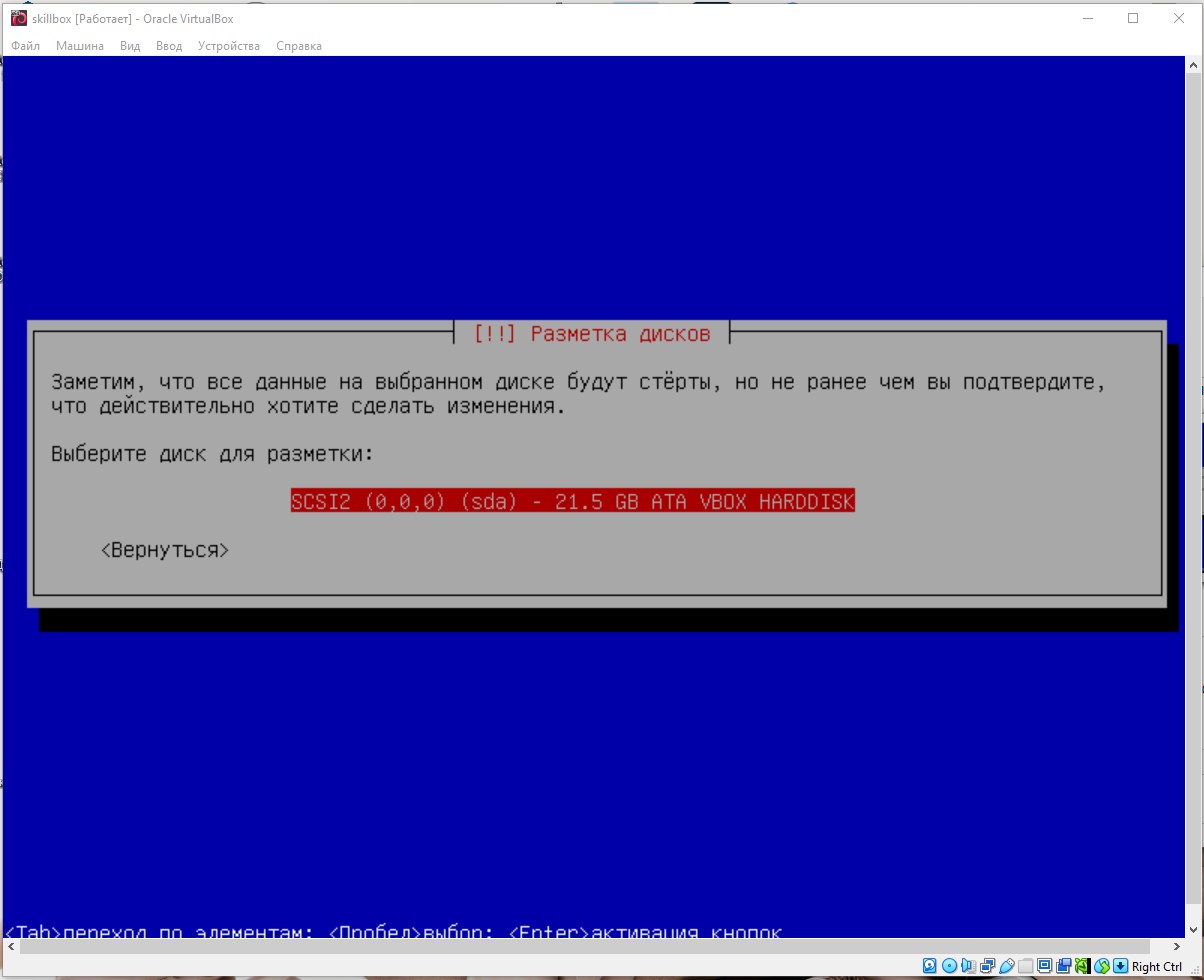 skillbox [Работает] - Oracle VirtualBox
Файл Машина Вид Ввод Устройства Справка
[!!] Разметка дисков
Заметим, что все данные на выбранном диске будут стёрты, но не ранее чем вы подтвердите,
что действительно хотите сделать изменения.
Выберите диск для разметки:
SCSI2 (0,0,0) (sda) - 21.5 GB ATA VBOX HARDDISK
<Вернуться>
<Tab>переход по элементам; <Пробел>выбор; <Enter>активация кнопок
Right Ctrl